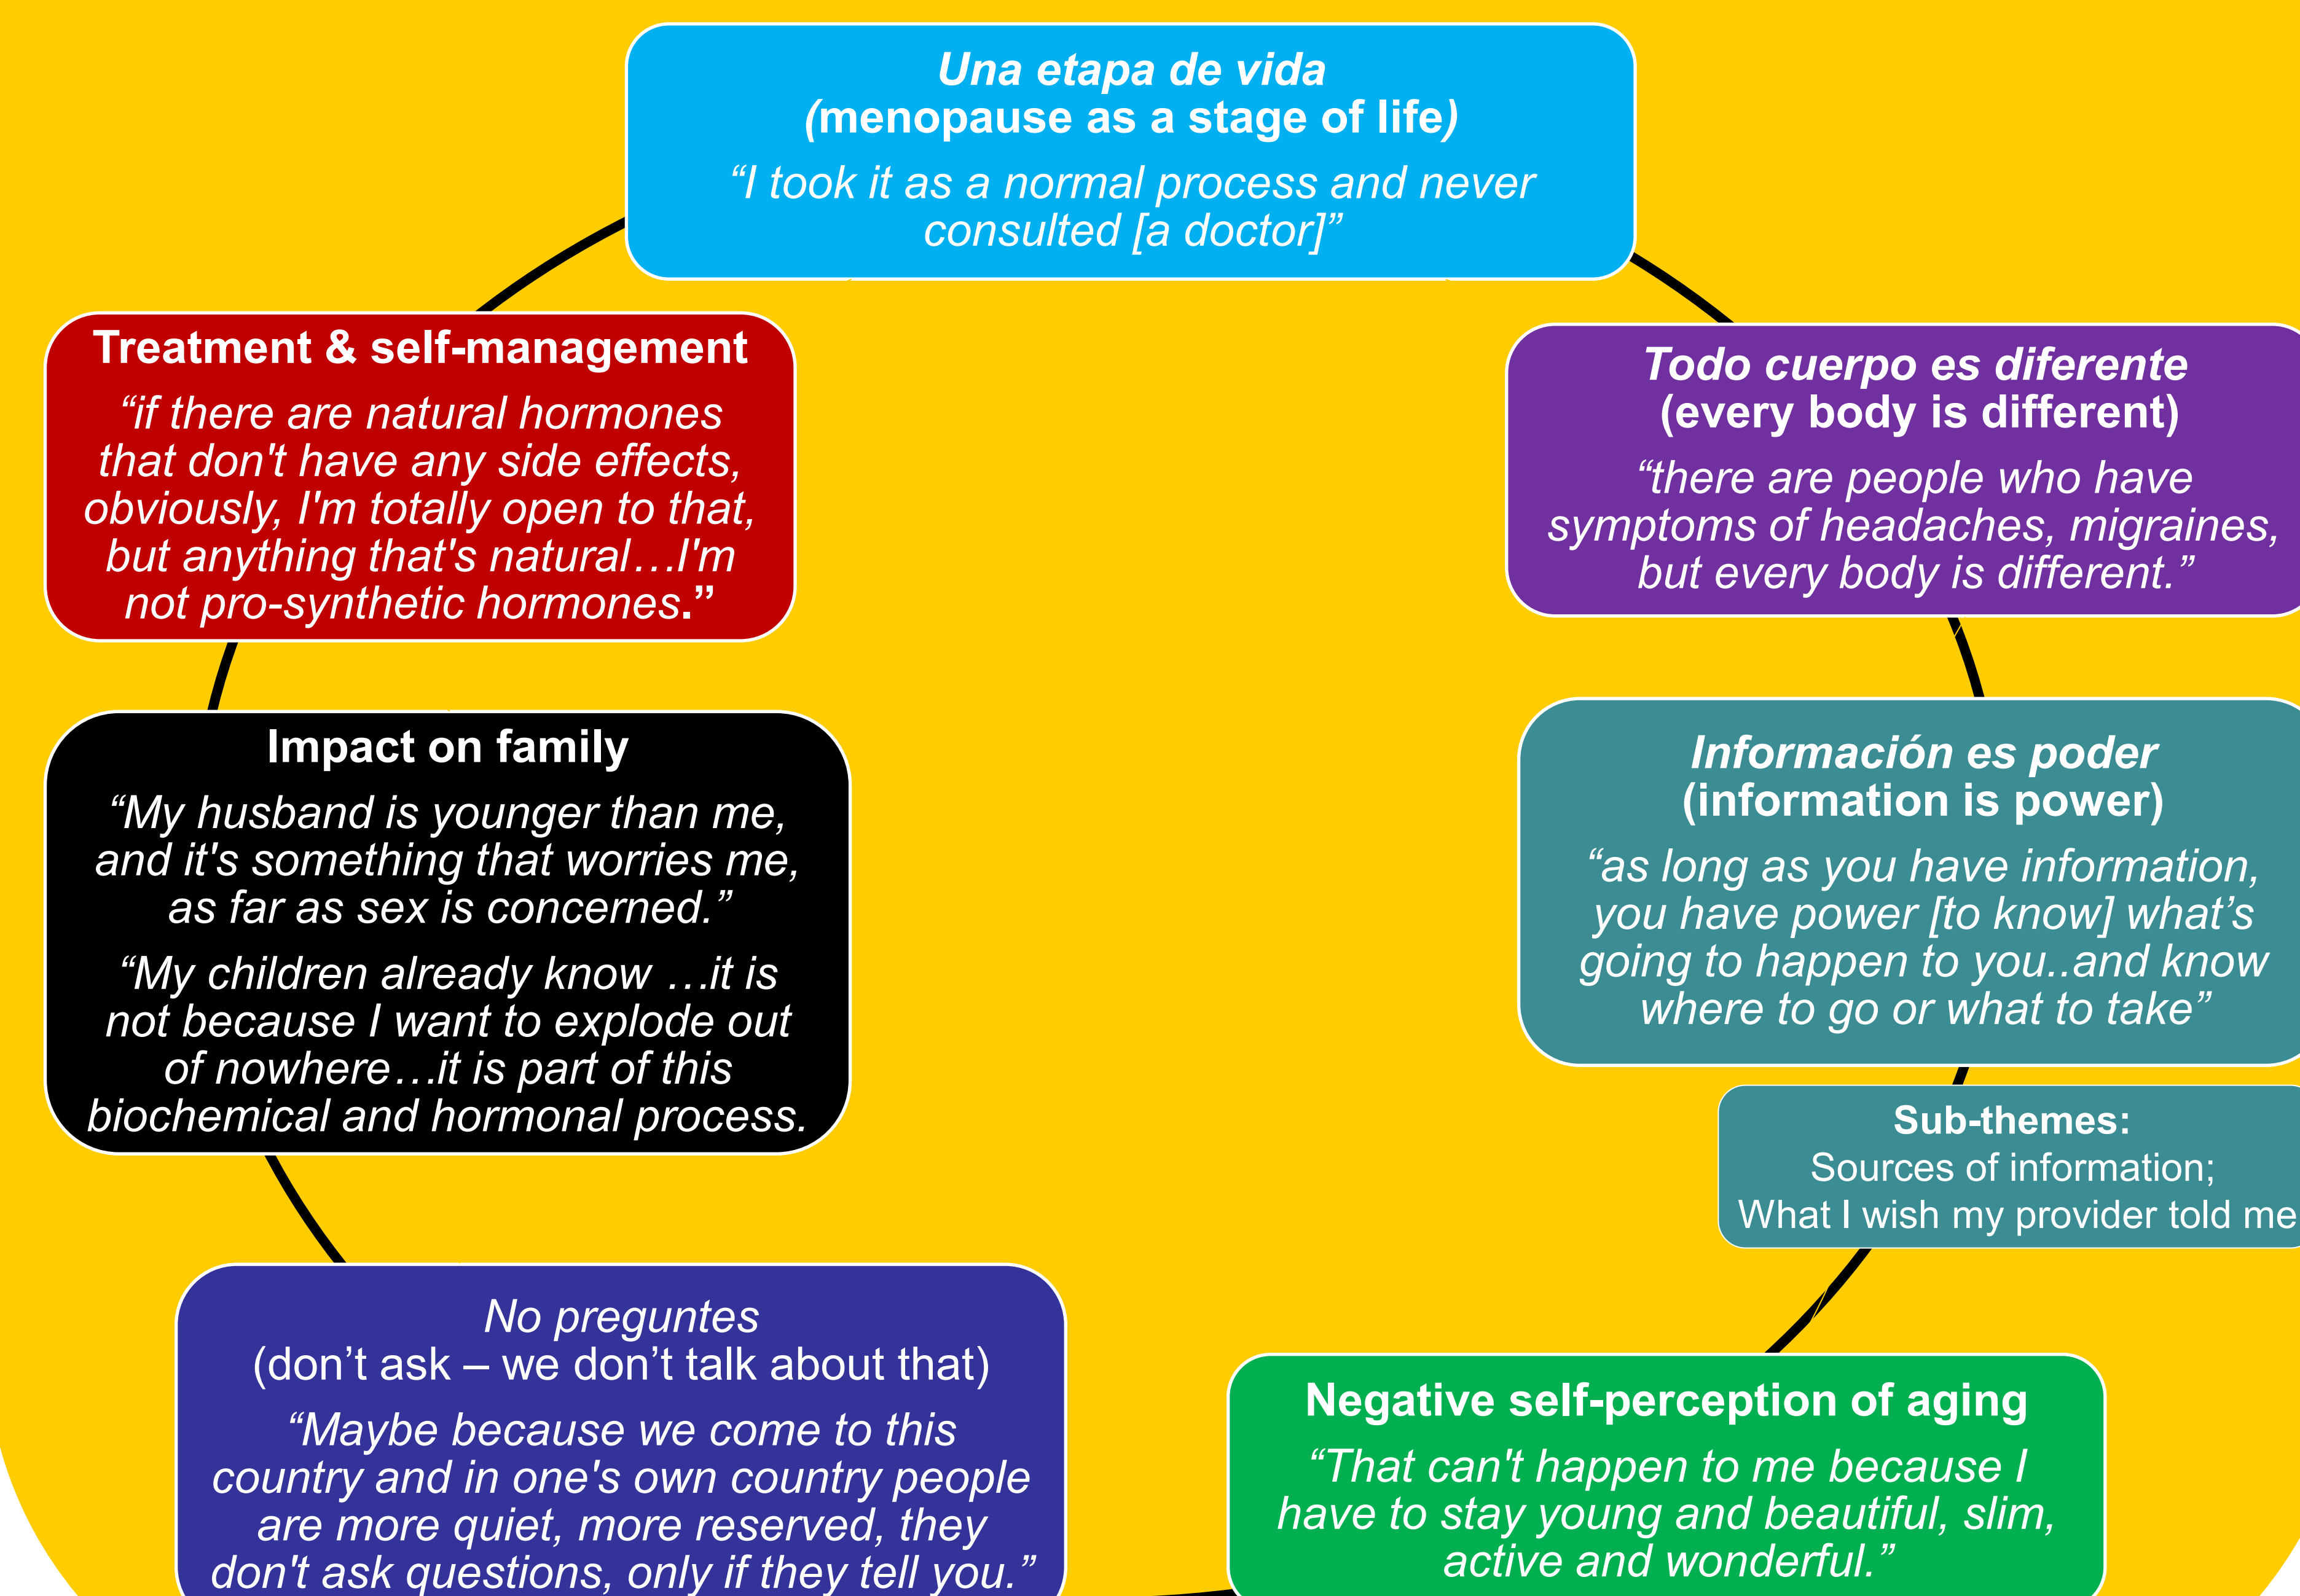 Una etapa de vida
(menopause as a stage of life)
“I took it as a normal process and never
consulted [a doctor]”
Treatment & self-management
“if there are natural hormones
that don't have any side effects,
obviously, I'm totally open to that,
but anything that's natural…I'm
not pro-synthetic hormones.”
Todo cuerpo es diferente
(every body is different)
“there are people who have
symptoms of headaches, migraines,
but every body is different.”
Impact on family
“My husband is younger than me,
and it's something that worries me,
as far as sex is concerned.”
“My children already know …it is
not because I want to explode out
of nowhere…it is part of this
biochemical and hormonal process.
Información es poder
(information is power)
“as long as you have information,
you have power [to know] what’s
going to happen to you..and know
where to go or what to take”
Sub-themes:
Sources of information;
What I wish my provider told me
No preguntes
(don’t ask – we don’t talk about that)
“Maybe because we come to this
country and in one's own country people
are more quiet, more reserved, they
don't ask questions, only if they tell you.”
Negative self-perception of aging
“That can't happen to me because I
have to stay young and beautiful, slim,
active and wonderful.”